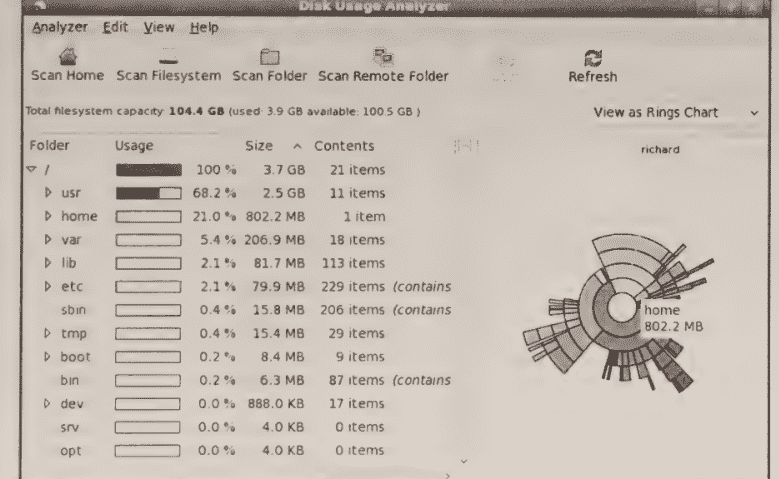 Disk Usage Analyzer
Analyzer Edit View Help
Scan Home Scan Filesystem Scan Folder Scan Remote Folder Refresh
Total filesystem capacity: 104.4 GB (used: 3.9 GB available: 100.5 GB )
View as Rings Chart
Folder Usage Size Contents
richard
/ 100 % 3.7 GB 21 items
usr 68.2 % 2.5 GB 11 items
home 21.0 % 802.2 MB 1 item
var 5.4 % 206.9 MB 18 items
lib 2.1 % 81.7 MB 113 items
etc 2.1 % 79.9 MB 229 items (contains
sbin 0.4 % 15.8 MB 206 items (contains
tmp 0.4 % 15.4 MB 29 items
boot 0.2 % 8.4 MB 9 items
bin 0.2 % 6.3 MB 87 items (contains
dev 0.0 % 888.0 KB 17 items
srv 0.0 % 4.0 KB 0 items
opt 0.0 % 4.0 KB 0 items
home
802.2 MB